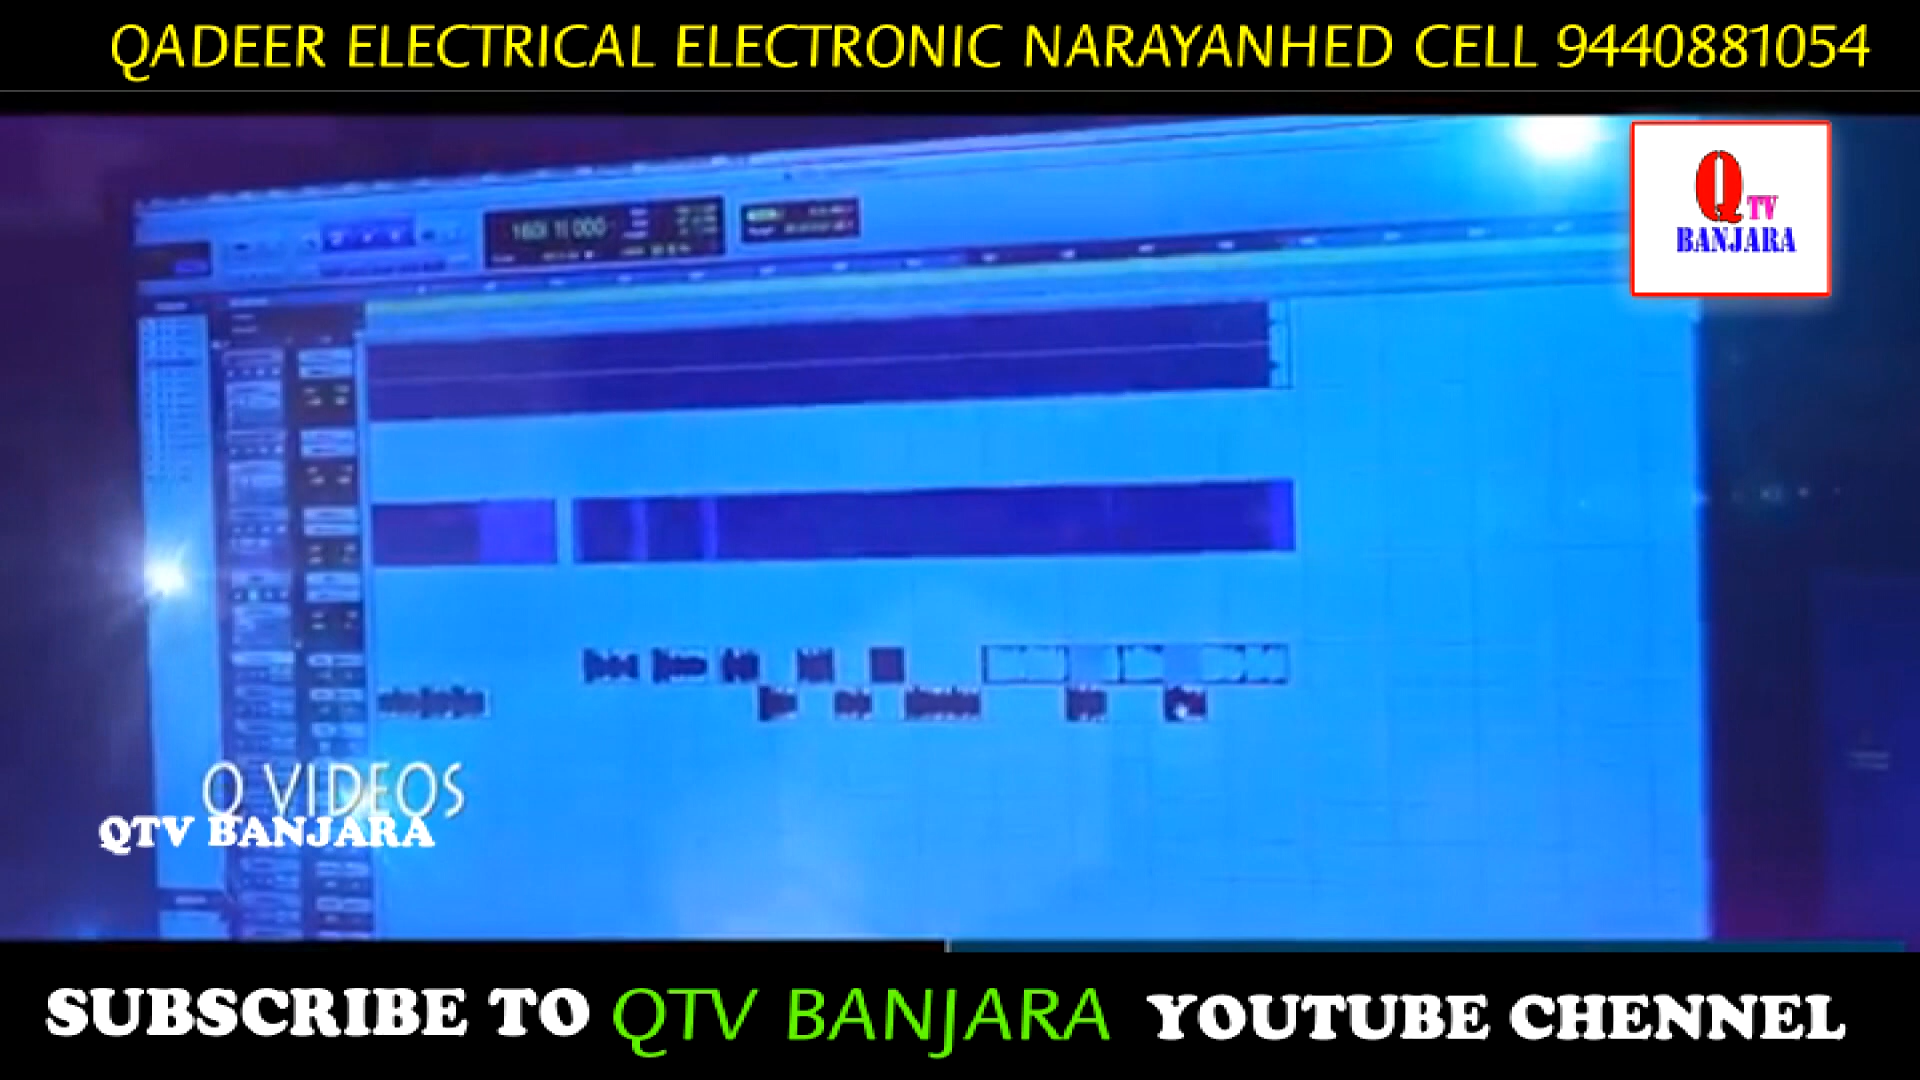 QADEER ELECTRICAL ELECTRONIC NARAYANHED CELL 9440881054
Q TV
BANJARA
Q VIDEOS
QTV BANJARA
SUBSCRIBE TO QTV BANJARA YOUTUBE CHENNEL